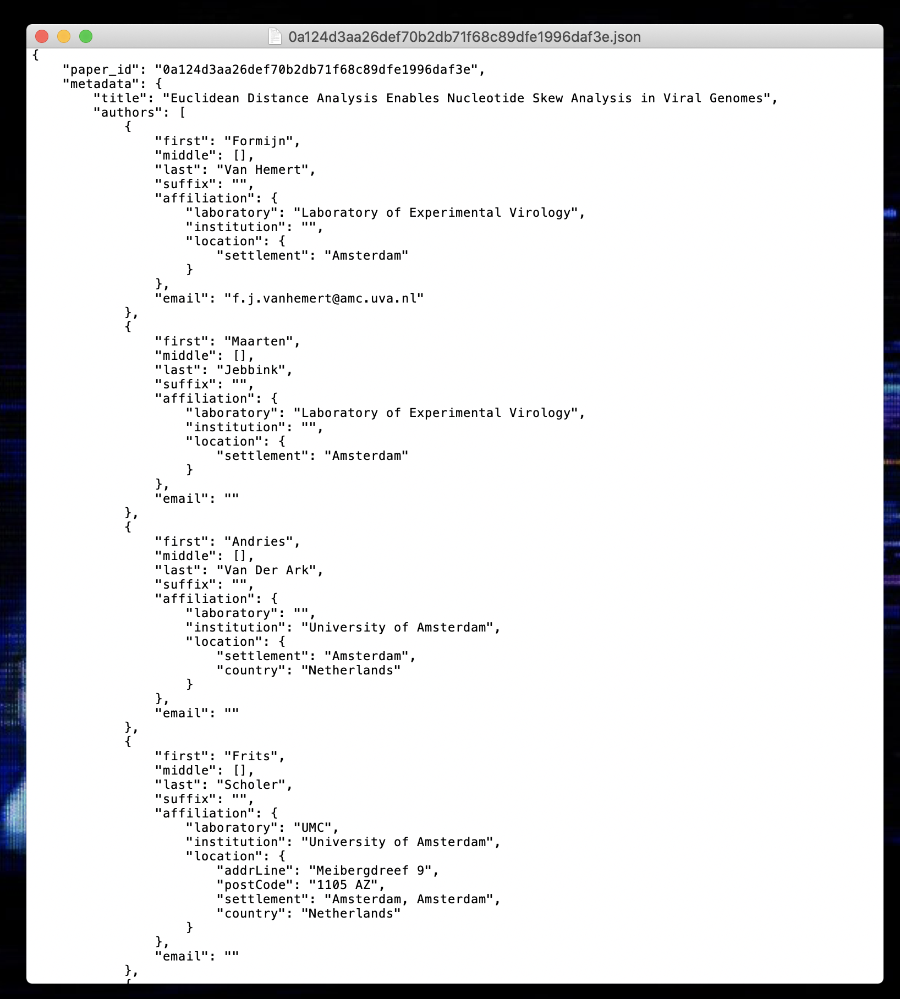 0a124d3aa26def70b2db71f68c89dfe1996daf3e.json
{
    "paper_id": "0a124d3aa26def70b2db71f68c89dfe1996daf3e",
    "metadata": {
        "title": "Euclidean Distance Analysis Enables Nucleotide Skew Analysis in Viral Genomes",
        "authors": [
            {
                "first": "Formijn",
                "middle": [],
                "last": "Van Hemert",
                "suffix": "",
                "affiliation": {
                    "laboratory": "Laboratory of Experimental Virology",
                    "institution": "",
                    "location": {
                        "settlement": "Amsterdam"
                    }
                },
                "email": "f.j.vanhemert@amc.uva.nl"
            },
            {
                "first": "Maarten",
                "middle": [],
                "last": "Jebbink",
                "suffix": "",
                "affiliation": {
                    "laboratory": "Laboratory of Experimental Virology",
                    "institution": "",
                    "location": {
                        "settlement": "Amsterdam"
                    }
                },
                "email": ""
            },
            {
                "first": "Andries",
                "middle": [],
                "last": "Van Der Ark",
                "suffix": "",
                "affiliation": {
                    "laboratory": "",
                    "institution": "University of Amsterdam",
                    "location": {
                        "settlement": "Amsterdam",
                        "country": "Netherlands"
                    }
                },
                "email": ""
            },
            {
                "first": "Frits",
                "middle": [],
                "last": "Scholer",
                "suffix": "",
                "affiliation": {
                    "laboratory": "UMC",
                    "institution": "University of Amsterdam",
                    "location": {
                        "addrLine": "Meibergdreef 9",
                        "postCode": "1105 AZ",
                        "settlement": "Amsterdam, Amsterdam",
                        "country": "Netherlands"
                    }
                },
                "email": ""
            },
            {